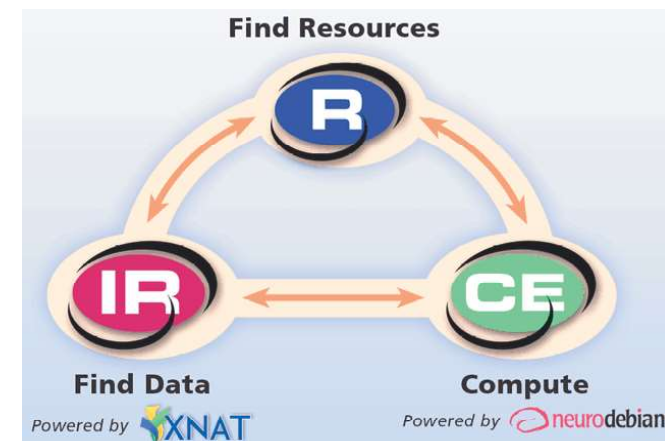 Find Resources
R
IR
CE
Find Data
Compute
Powered by XNAT
Powered by neurodebian